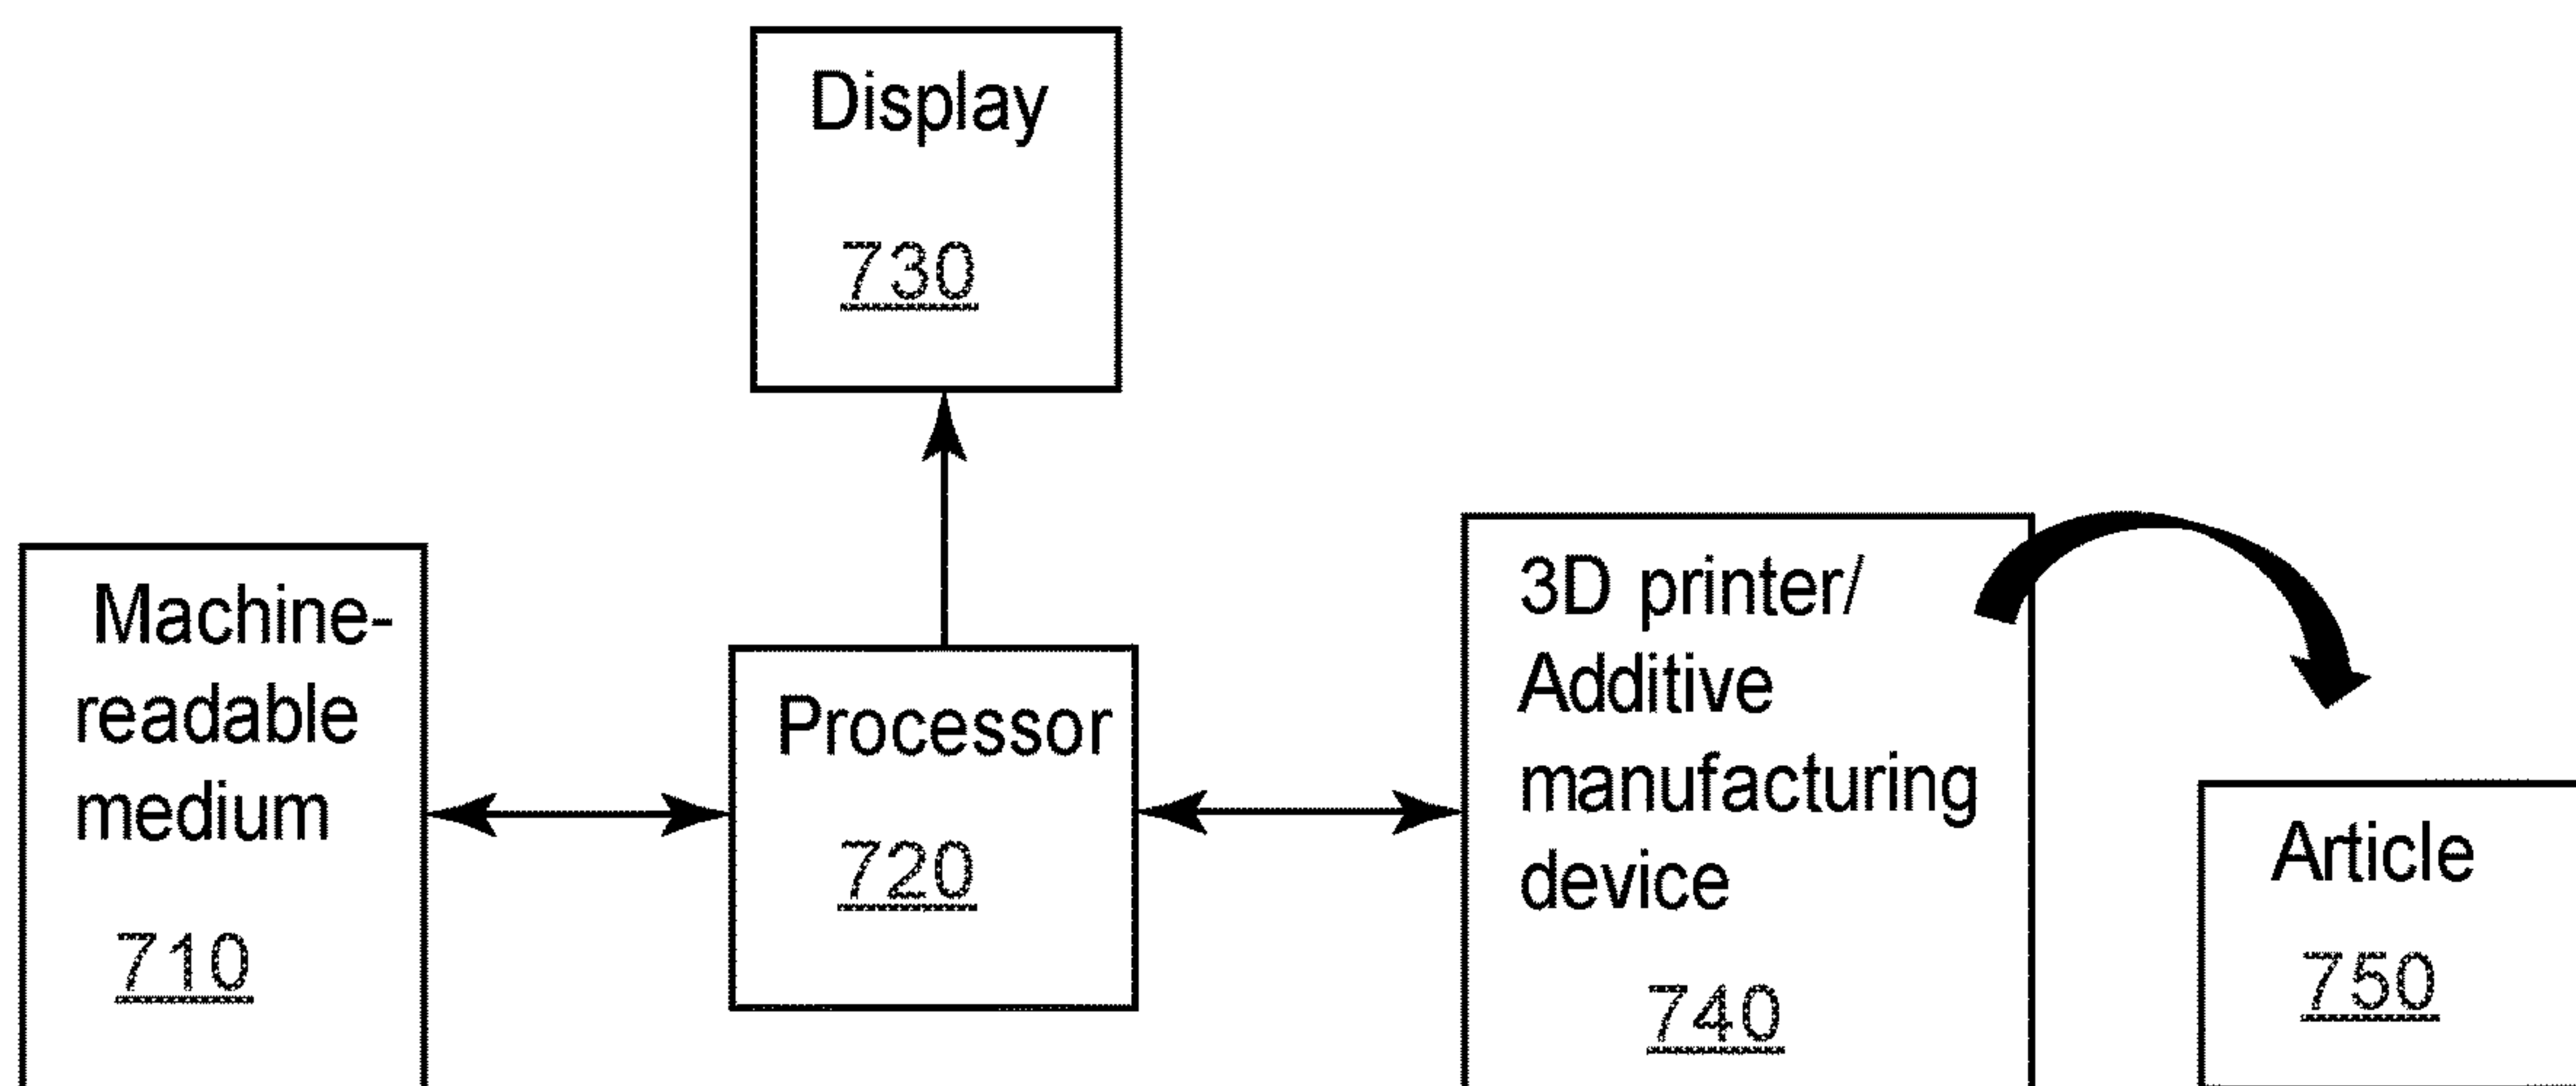 Display
730
Machine-
readable
medium
710
Processor
720
3D printer/
Additive
manufacturing
device
740
Article
750